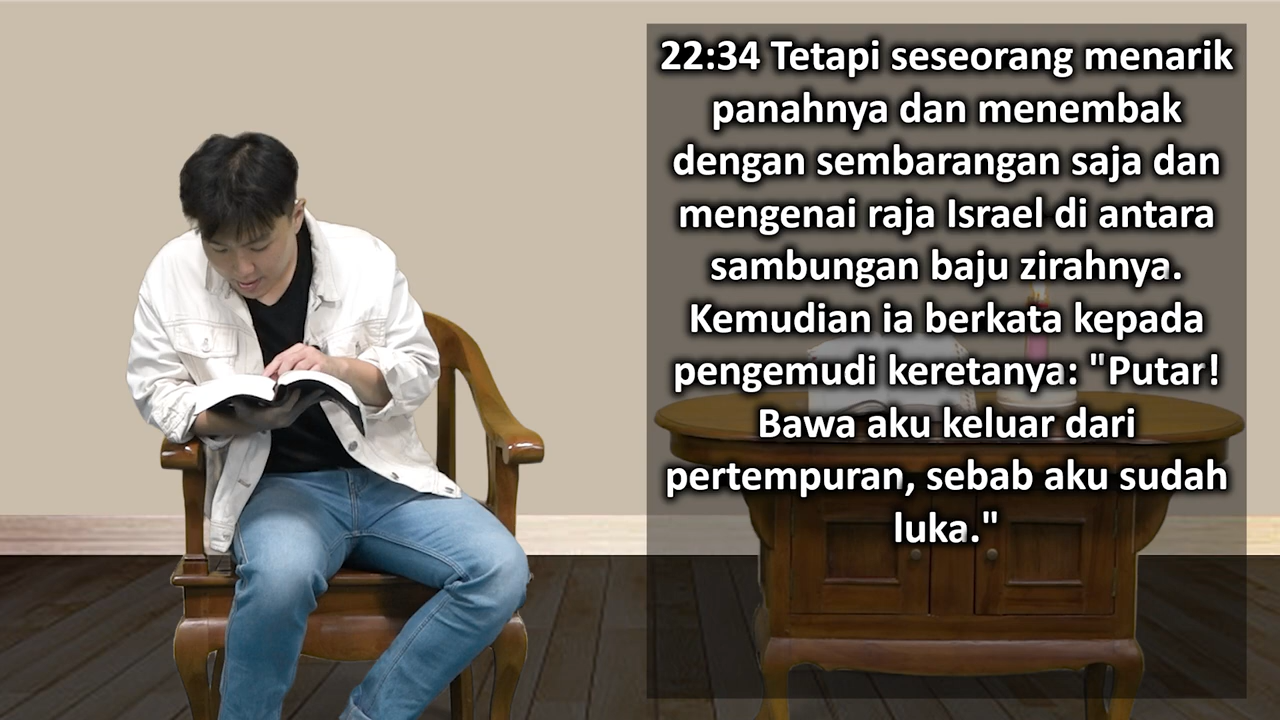 22:34 Tetapi seseorang menarik
panahnya dan menembak
dengan sembarangan saja dan
mengenai raja Israel di antara
sambungan baju zirahnya.
Kemudian ia berkata kepada
pengemudi keretanya: "Putar!
Bawa aku keluar dari
pertempuran, sebab aku sudah
luka."